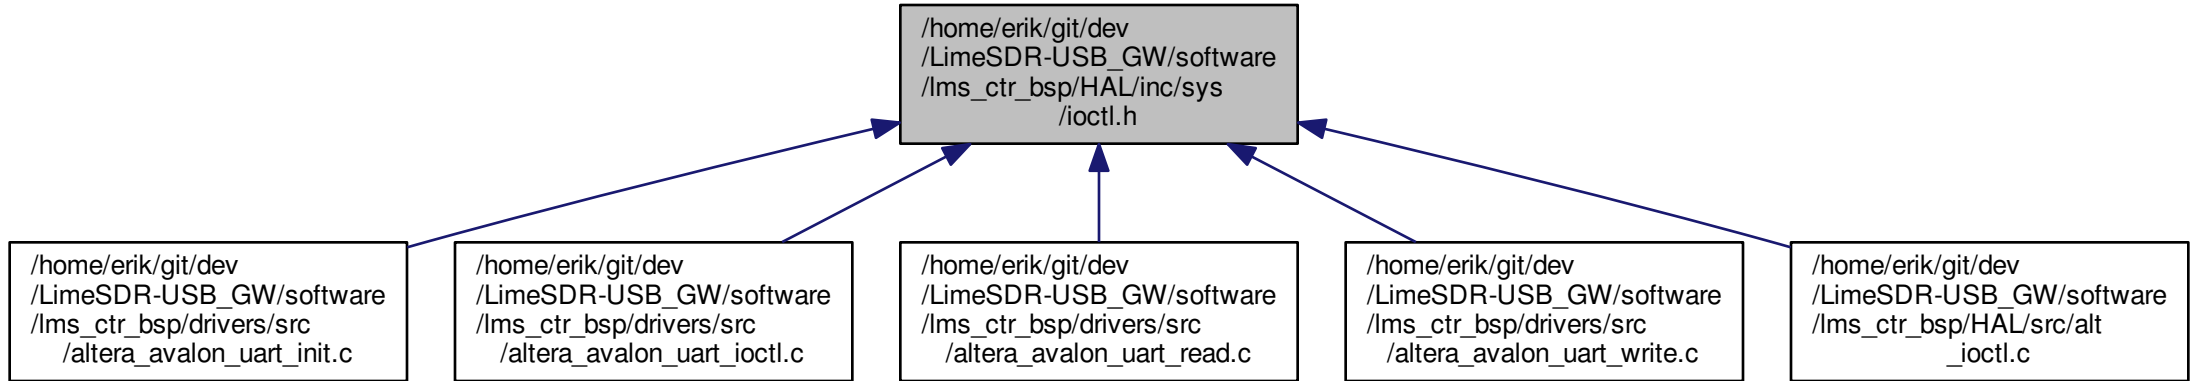 /home/erik/git/dev
/LimeSDR-USB_GW/software
/lms_ctr_bsp/HAL/inc/sys
/ioctl.h
/home/erik/git/dev
/LimeSDR-USB_GW/software
/lms_ctr_bsp/drivers/src
/altera_avalon_uart_init.c
/home/erik/git/dev
/LimeSDR-USB_GW/software
/lms_ctr_bsp/drivers/src
/altera_avalon_uart_ioctl.c
/home/erik/git/dev
/LimeSDR-USB_GW/software
/lms_ctr_bsp/drivers/src
/altera_avalon_uart_read.c
/home/erik/git/dev
/LimeSDR-USB_GW/software
/lms_ctr_bsp/drivers/src
/altera_avalon_uart_write.c
/home/erik/git/dev
/LimeSDR-USB_GW/software
/lms_ctr_bsp/HAL/src/alt
_ioctl.c